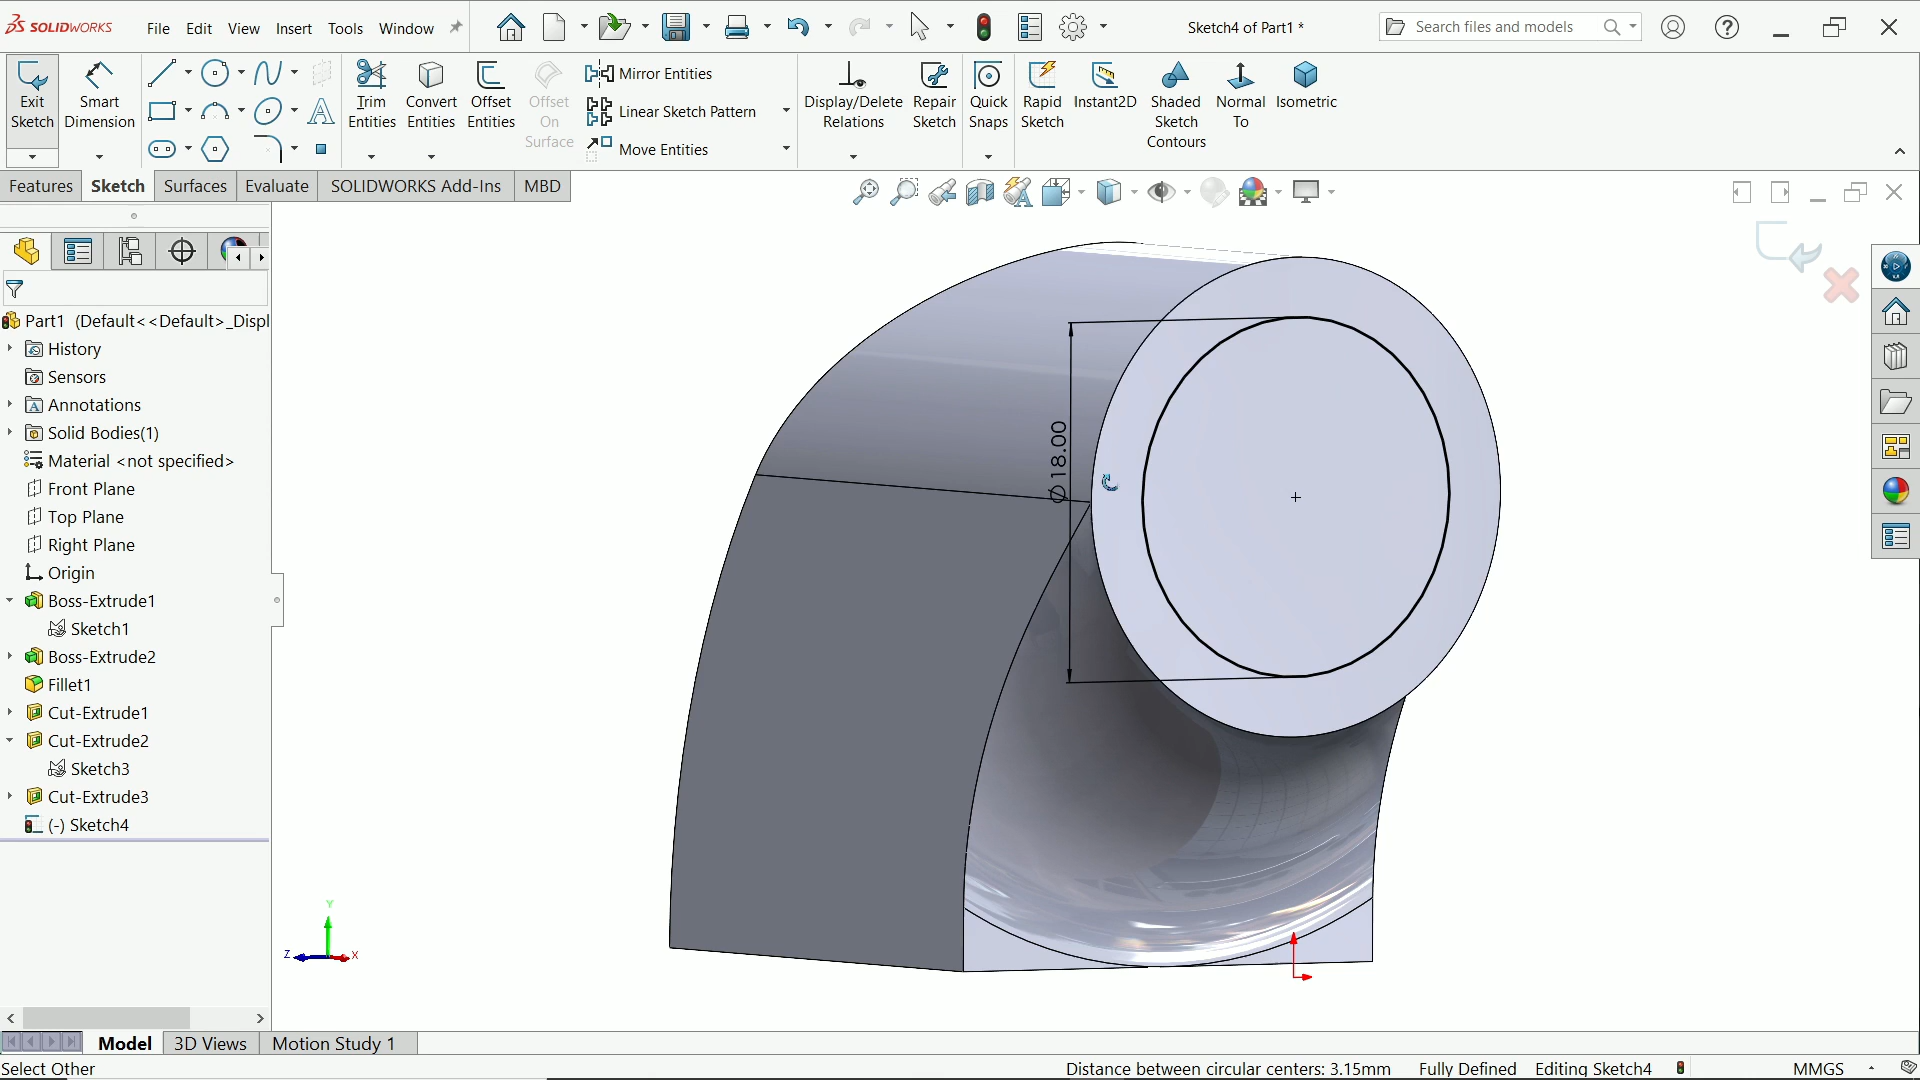 SOLIDWORKS
File Edit View Insert Tools Window
Sketch4 of Part1 *
Search files and models
Exit Sketch
Smart Dimension
Trim Entities
Convert Entities
Offset Entities
Offset On Surface
Mirror Entities
Linear Sketch Pattern
Move Entities
Display/Delete Relations
Repair Sketch
Quick Snaps
Rapid Sketch
Instant2D
Shaded Sketch Contours
Normal To
Isometric
Features Sketch Surfaces Evaluate SOLIDWORKS Add-Ins MBD
Part1 (Default<<Default>_Displ
History
Sensors
Annotations
Solid Bodies(1)
Material <not specified>
Front Plane
Top Plane
Right Plane
Origin
Boss-Extrude1
Sketch1
Boss-Extrude2
Fillet1
Cut-Extrude1
Cut-Extrude2
Sketch3
Cut-Extrude3
(-) Sketch4
∅18.00
Y
Z
X
Model 3D Views Motion Study 1
Select Other
Distance between circular centers: 3.15mm Fully Defined Editing Sketch4 MMGS